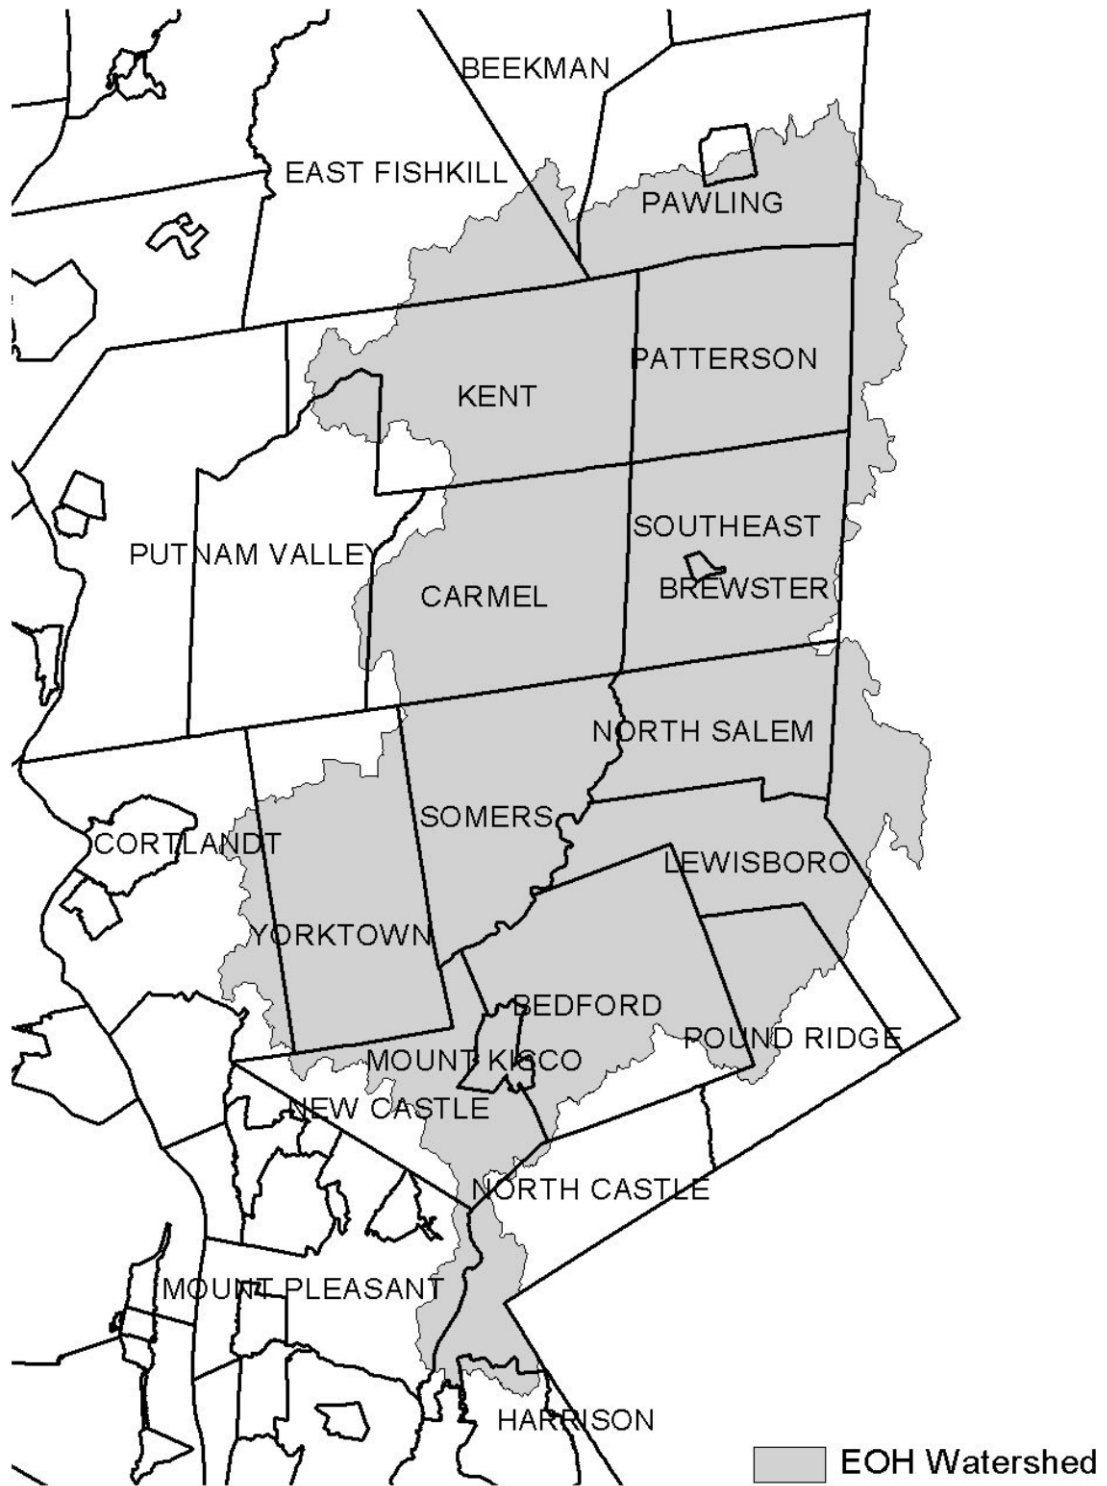 BEEKMAN
EAST FISHKILL
PAWLING
PATTERSON
KENT
SOUTHEAST
PUTNAM VALLEY
BREWSTER
CARMEL
NORTH SALEM
SOMERS
CORTLANDT
LEWISBORO
YORKTOWN
BEDFORD
POUND RIDGE
MOUNT KISCO
NEW CASTLE
NORTH CASTLE
MOUNT PLEASANT
HARRISON
EOH Watershed